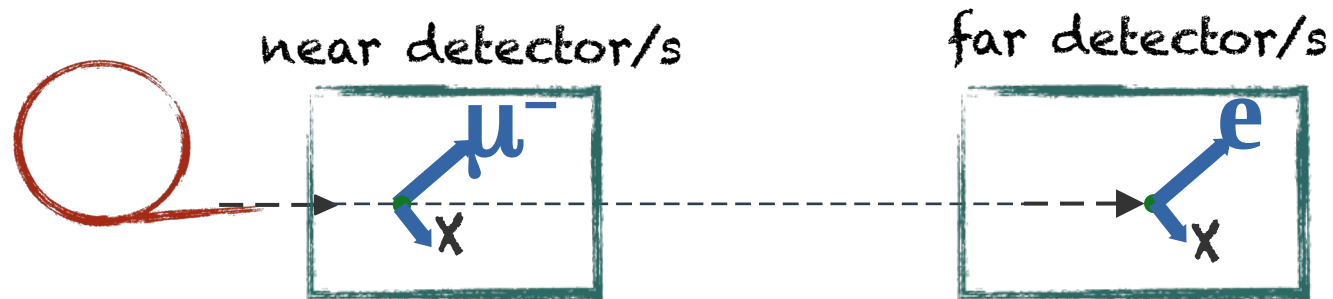 near detector/s
far detector/s
μ⁻
e
x
x